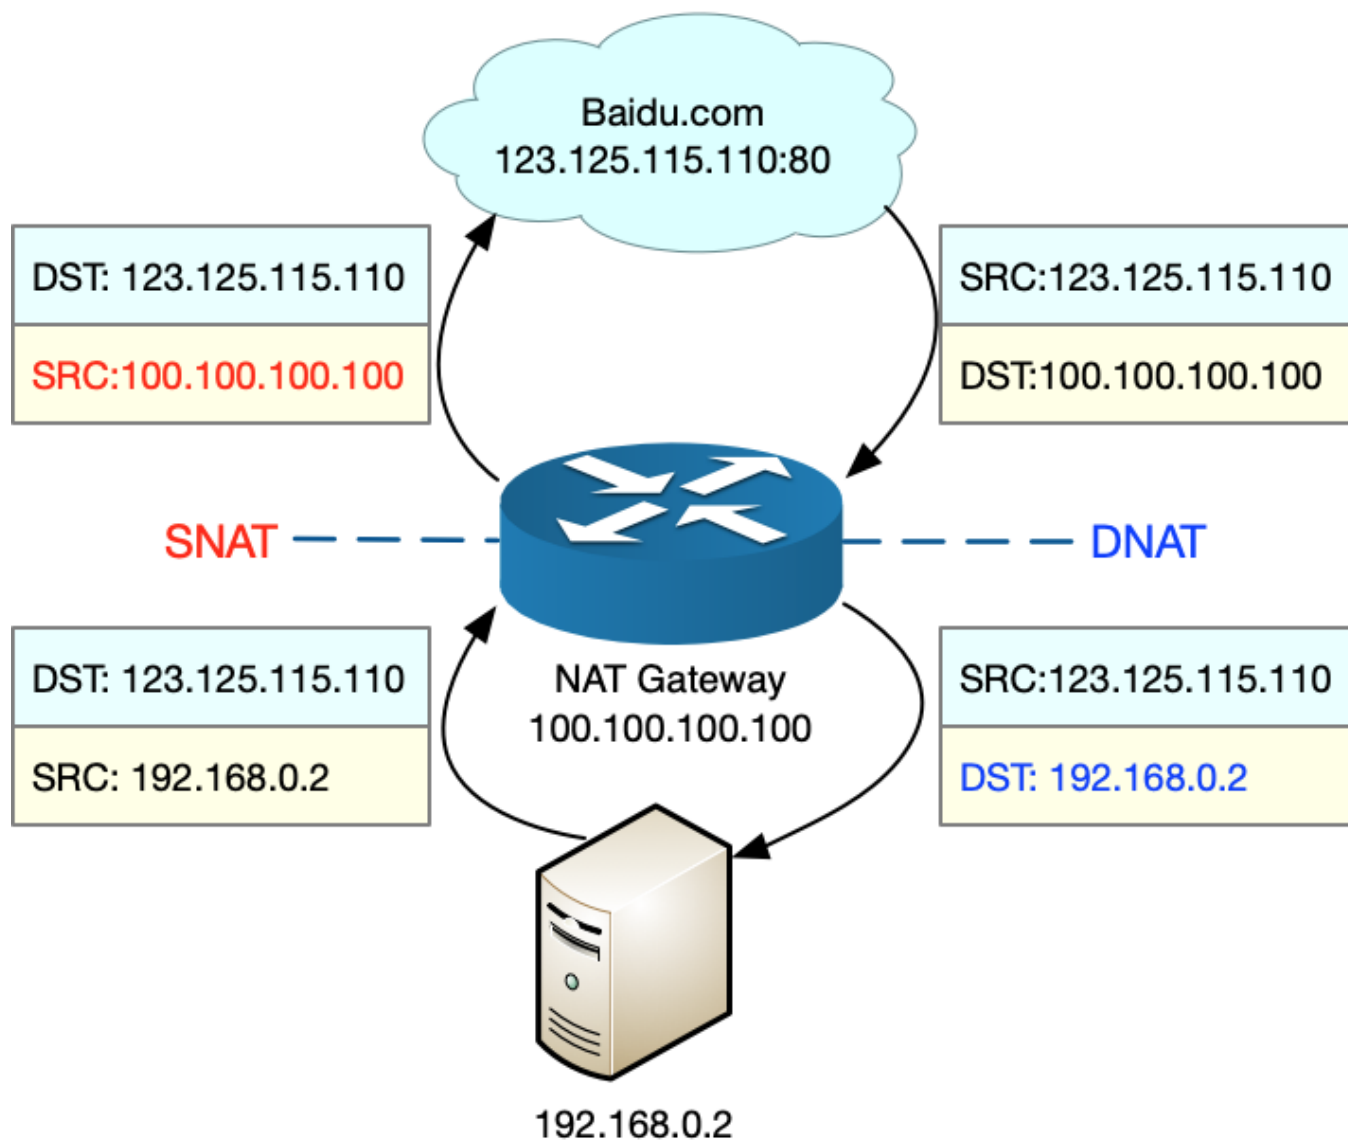 Baidu.com
123.125.115.110:80
DST: 123.125.115.110
SRC:100.100.100.100
SRC:123.125.115.110
DST:100.100.100.100
SNAT
DNAT
DST: 123.125.115.110
SRC: 192.168.0.2
NAT Gateway
100.100.100.100
SRC:123.125.115.110
DST: 192.168.0.2
192.168.0.2